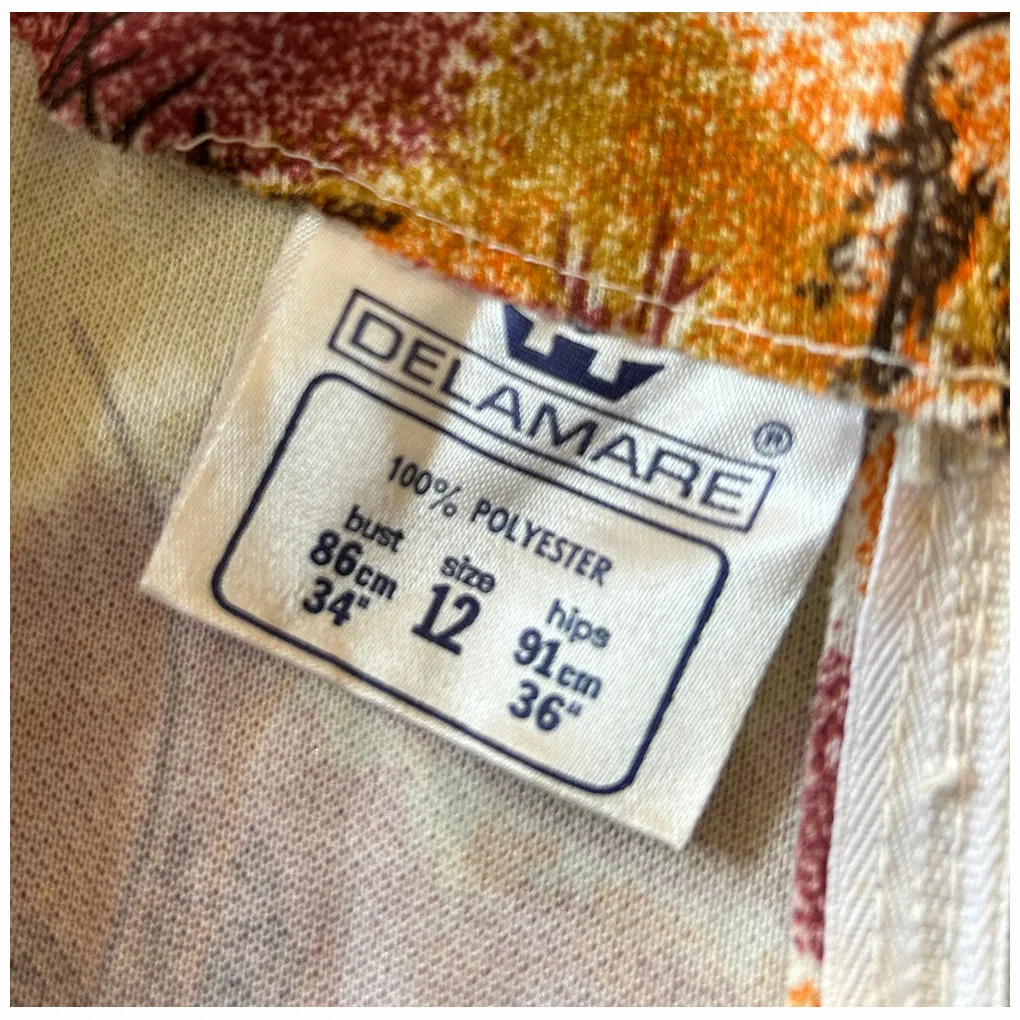 DELAMARE ®
100% POLYESTER
bust size hips
86cm 12 91cm
34" 36"